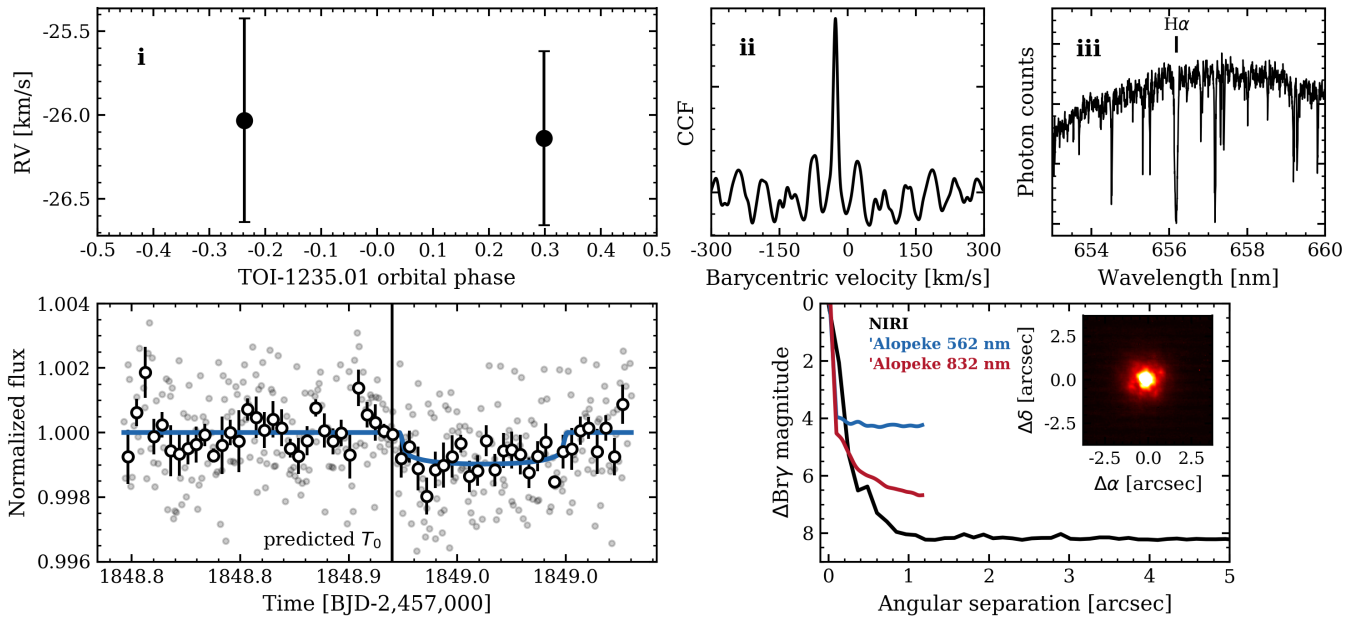 -25.5
-26.0
-26.5
RV [km/s]
i
-0.5 -0.4 -0.3 -0.2 -0.1 -0.0 0.1 0.2 0.3 0.4 0.5
TOI-1235.01 orbital phase
CCF
ii
-300 -150 0 150 300
Barycentric velocity [km/s]
Photon counts
iii
Hα
654 656 658 660
Wavelength [nm]
1.004
1.002
1.000
0.998
0.996
Normalized flux
predicted T₀
1848.8 1848.8 1848.9 1849.0 1849.0
Time [BJD-2,457,000]
0
2
4
6
8
ΔBrγ magnitude
NIRI
'Alopeke 562 nm
'Alopeke 832 nm
2.5
0.0
-2.5
Δδ [arcsec]
-2.5 0.0 2.5
Δα [arcsec]
0 1 2 3 4 5
Angular separation [arcsec]